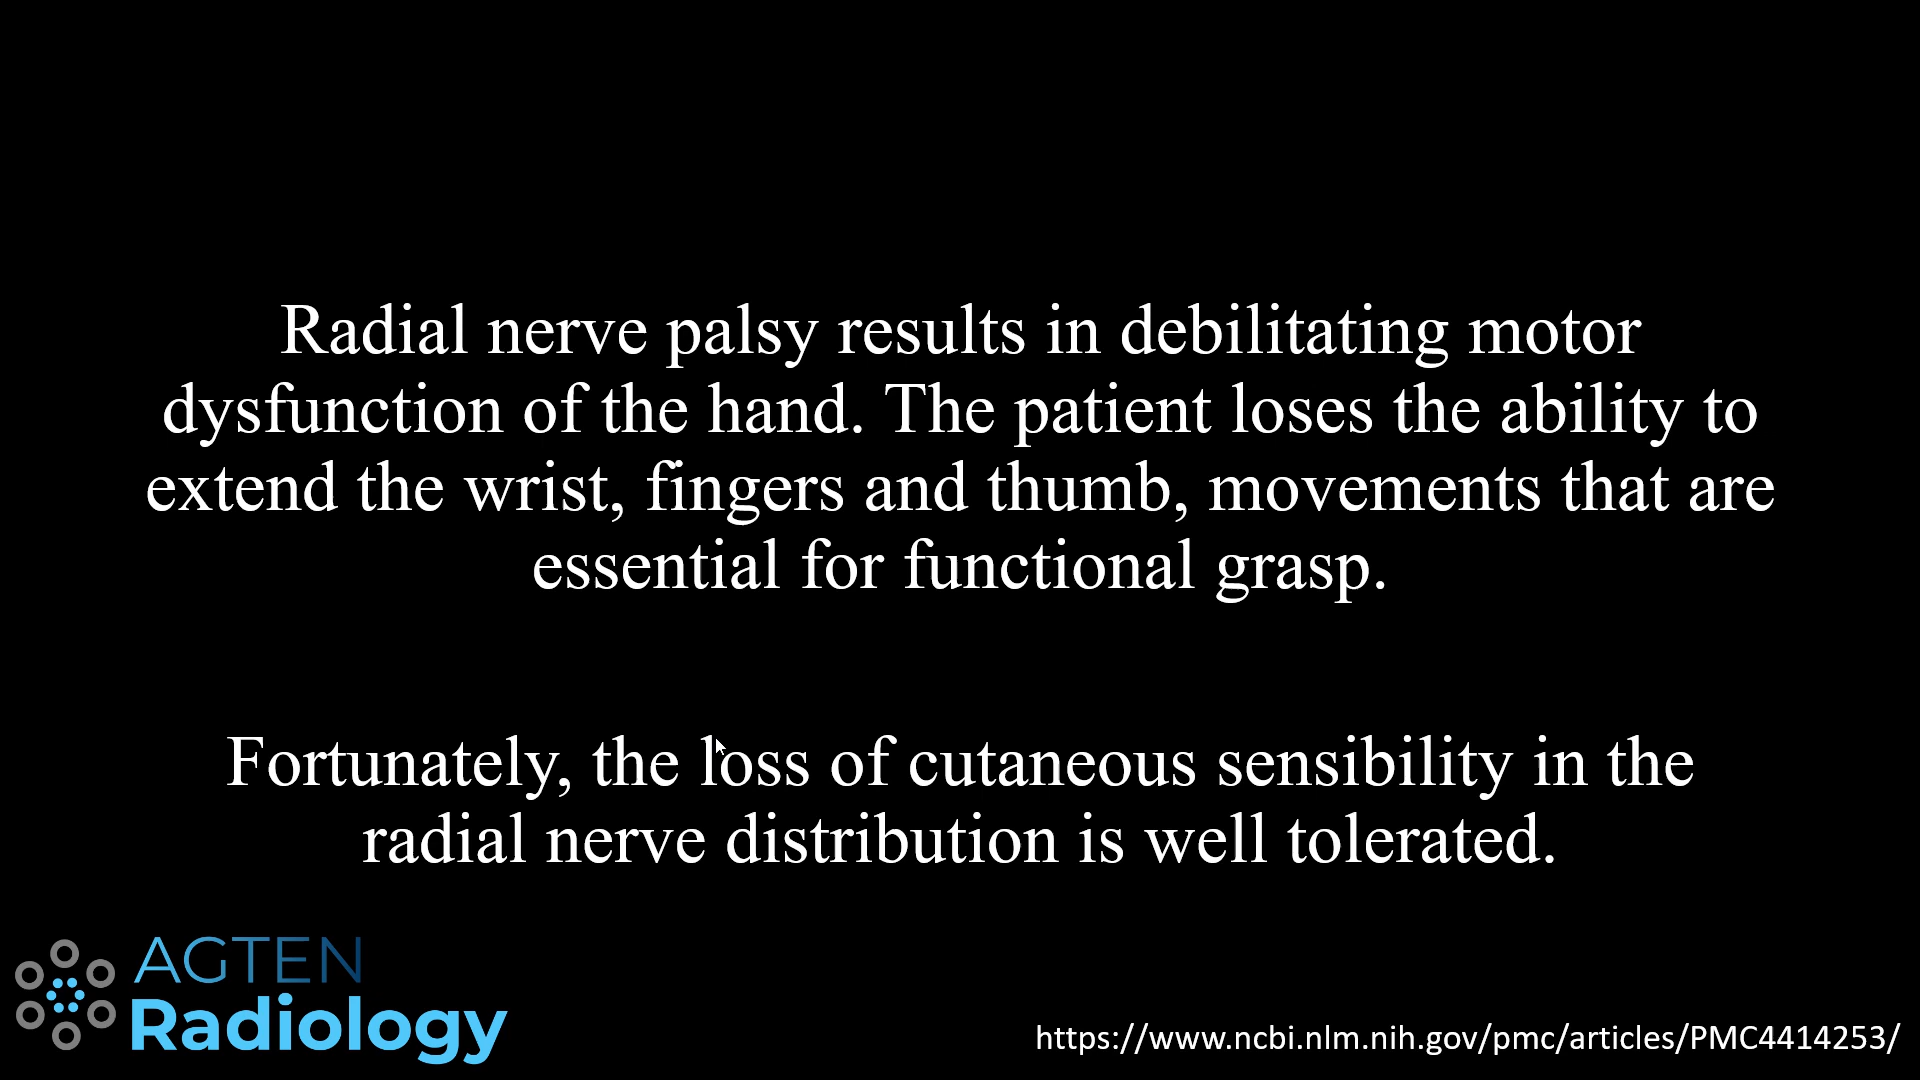 Radial nerve palsy results in debilitating motor
dysfunction of the hand. The patient loses the ability to
extend the wrist, fingers and thumb, movements that are
essential for functional grasp.
Fortunately, the loss of cutaneous sensibility in the
radial nerve distribution is well tolerated.
AGTEN
Radiology
https://www.ncbi.nlm.nih.gov/pmc/articles/PMC4414253/